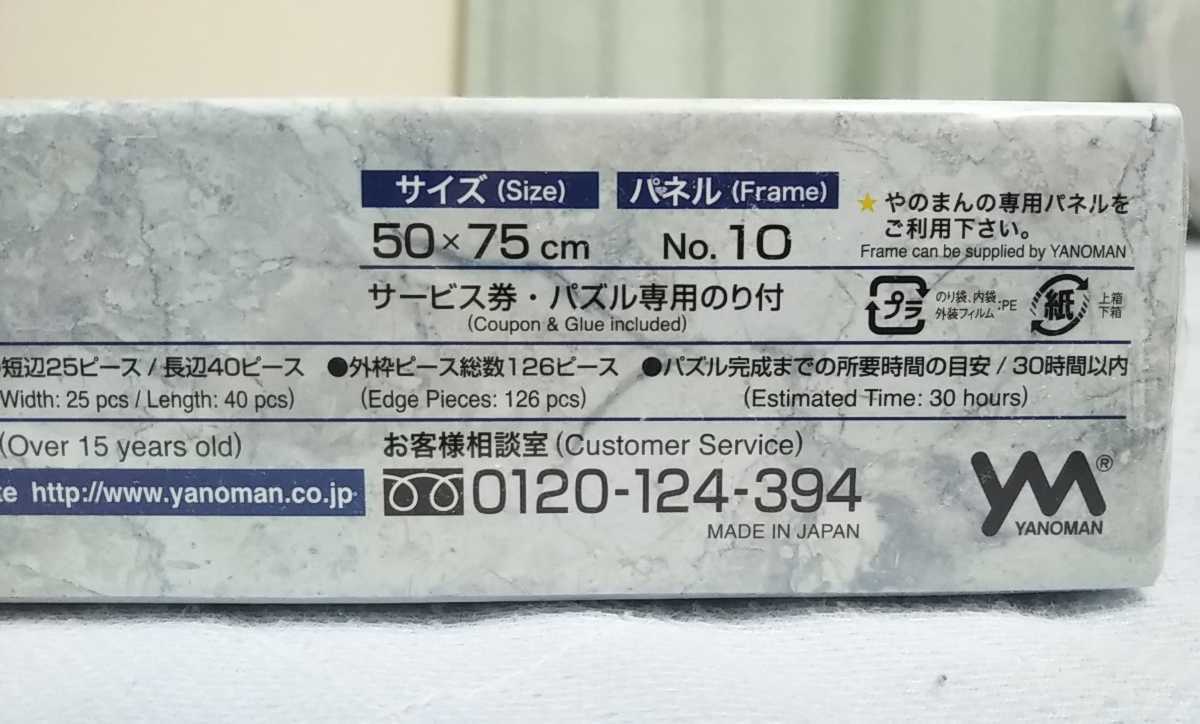 サイズ (Size) パネル (Frame)
50×75cm No.10
★やのまんの専用パネルを
ご利用下さい。
Frame can be supplied by YANOMAN
サービス券・パズル専用のり付
(Coupon & Glue included)
プラ のり袋、内袋 :PE
外装フィルム
紙 上箱
下箱
短辺25ピース / 長辺40ピース ●外枠ピース総数126ピース ●パズル完成までの所要時間の目安 / 30時間以内
Width: 25 pcs / Length: 40 pcs) (Edge Pieces: 126 pcs) (Estimated Time: 30 hours)
(Over 15 years old) お客様相談室 (Customer Service)
http://www.yanoman.co.jp 0120-124-394
MADE IN JAPAN
YM®
YANOMAN